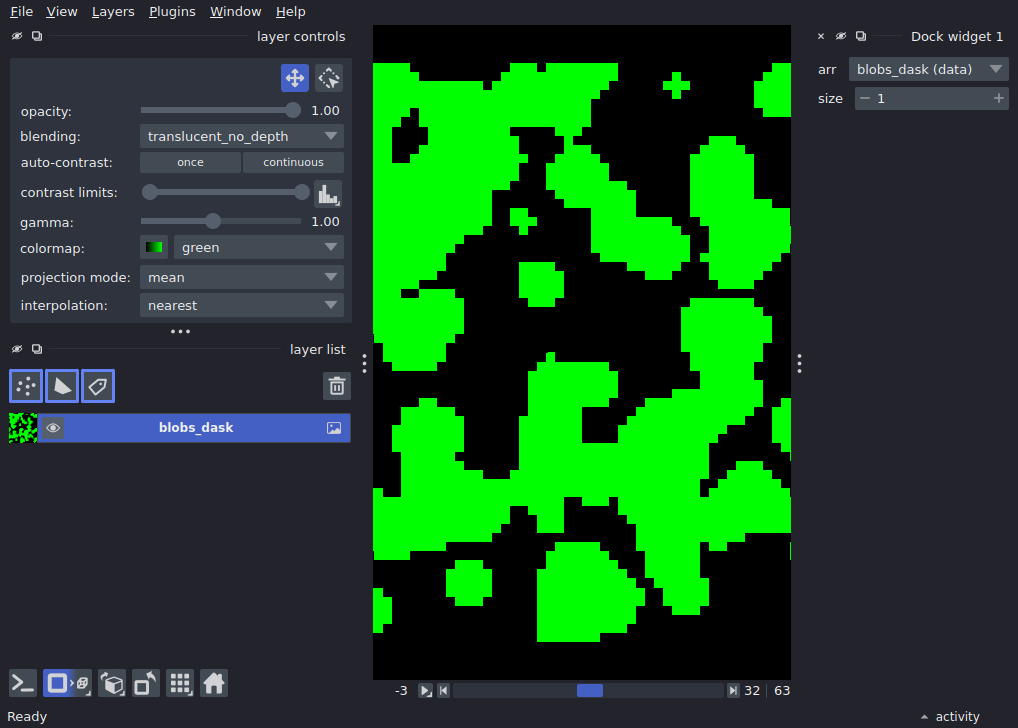 File View Layers Plugins Window Help
layer controls
opacity: 1.00
blending: translucent_no_depth
auto-contrast: once continuous
contrast limits:
gamma: 1.00
colormap: green
projection mode: mean
interpolation: nearest
layer list
blobs_dask
Dock widget 1
arr blobs_dask (data)
size 1
-3 32 63
Ready
activity